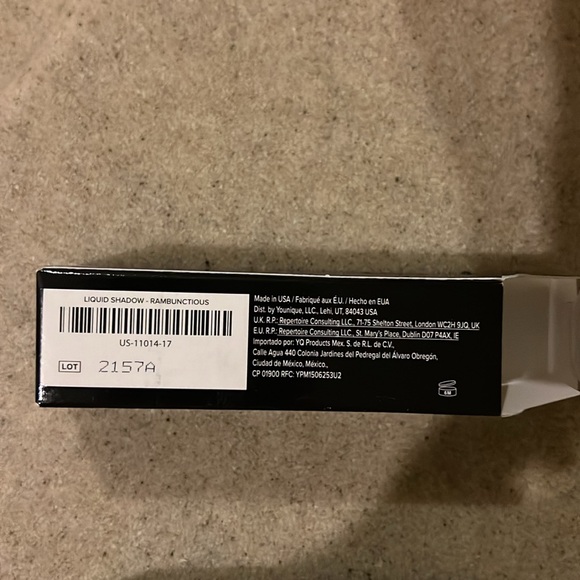 LIQUID SHADOW - RAMBUNCTIOUS
US-11014-17
LOT 2157A
Made in USA / Fabriqué aux É.U. / Hecho en EUA
Dist. by Younique, LLC., Lehi, UT, 84043 USA
U.K. R.P.; Repertoire Consulting LLC., 71-75 Shelton Street, London WC2H 9JQ, UK
E.U. R.P.; Repertoire Consulting LLC., St. Mary's Place, Dublin D07 P4AX, IE
Importado por: YQ Products Mex. S. de R.L. de C.V.,
Calle Agua 440 Colonia Jardines del Pedregal del Álvaro Obregón,
Ciudad de México, México.,
CP 01900 RFC: YPM1506253U2
6M